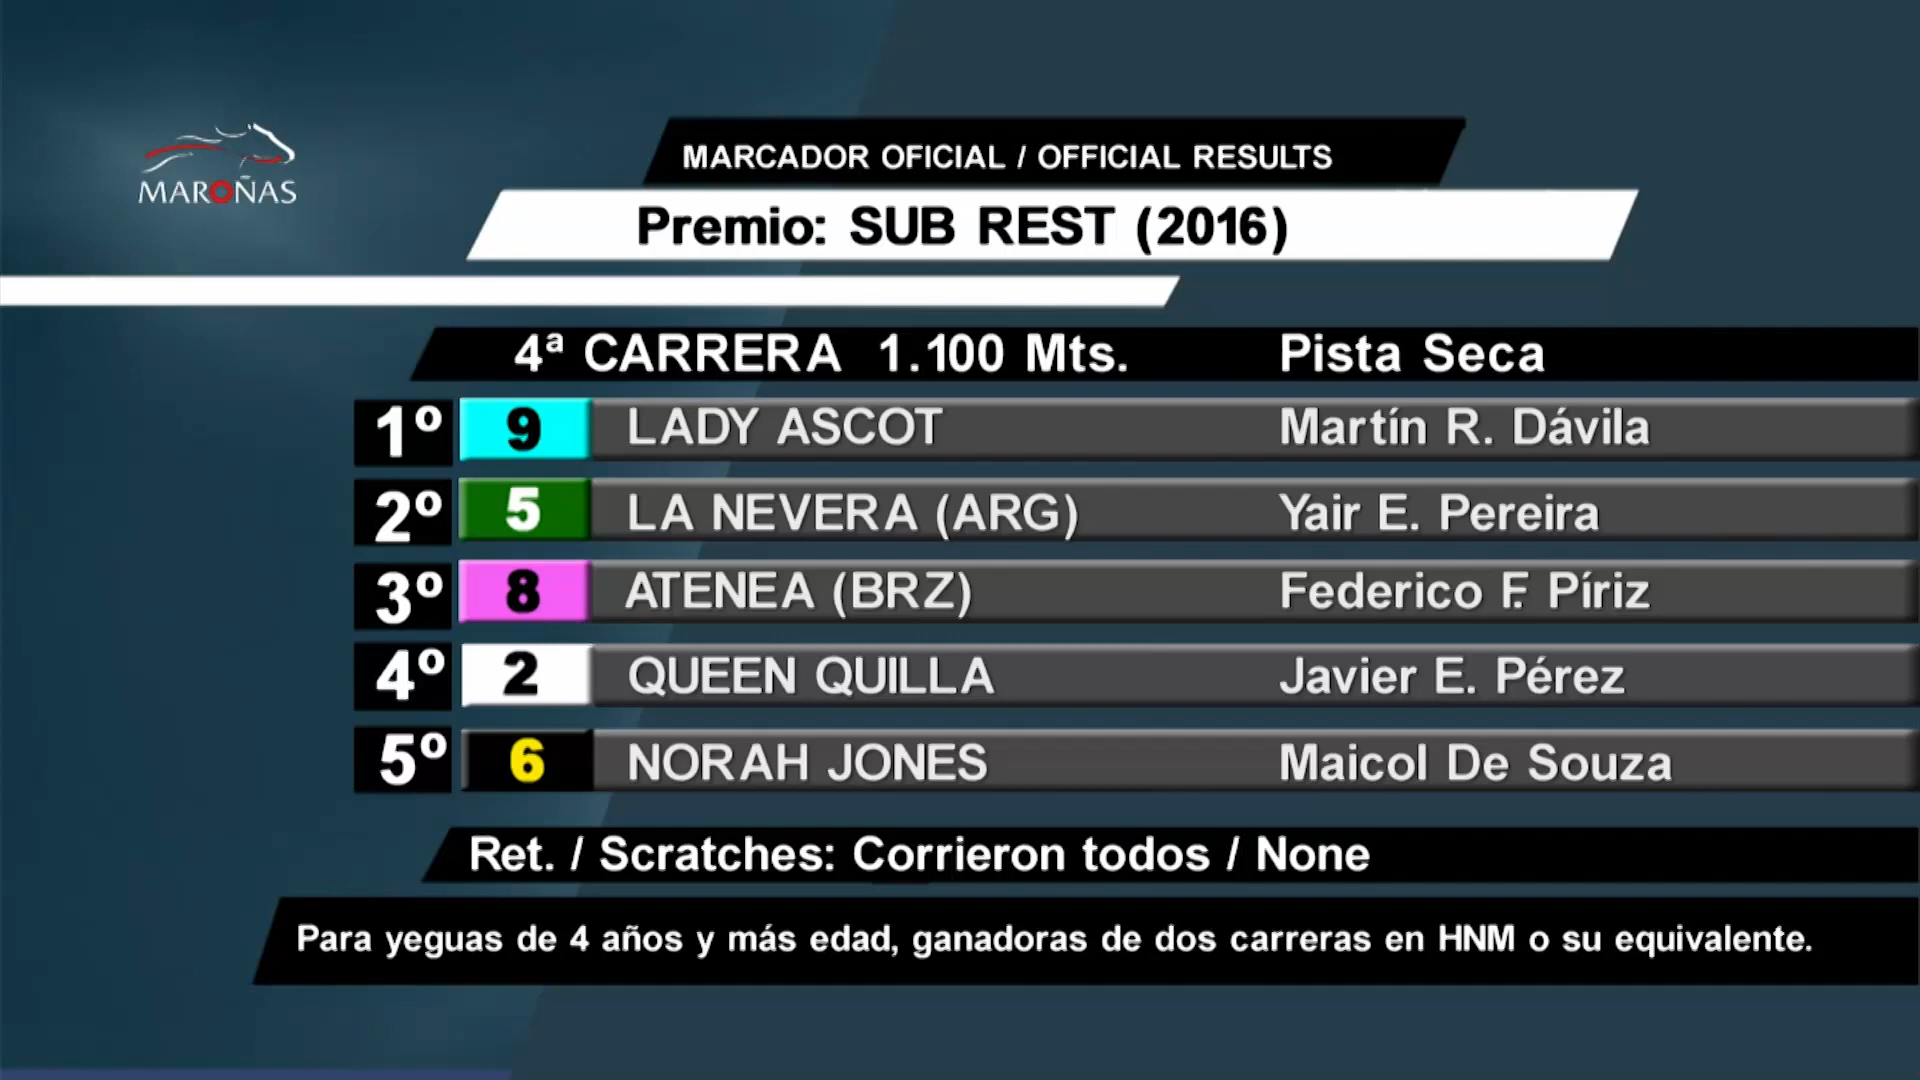 MAROÑAS
MARCADOR OFICIAL / OFFICIAL RESULTS
Premio: SUB REST (2016)
4ª CARRERA 1.100 Mts. Pista Seca
1º 9 LADY ASCOT Martín R. Dávila
2º 5 LA NEVERA (ARG) Yair E. Pereira
3º 8 ATENEA (BRZ) Federico F. Píriz
4º 2 QUEEN QUILLA Javier E. Pérez
5º 6 NORAH JONES Maicol De Souza
Ret. / Scratches: Corrieron todos / None
Para yeguas de 4 años y más edad, ganadoras de dos carreras en HNM o su equivalente.